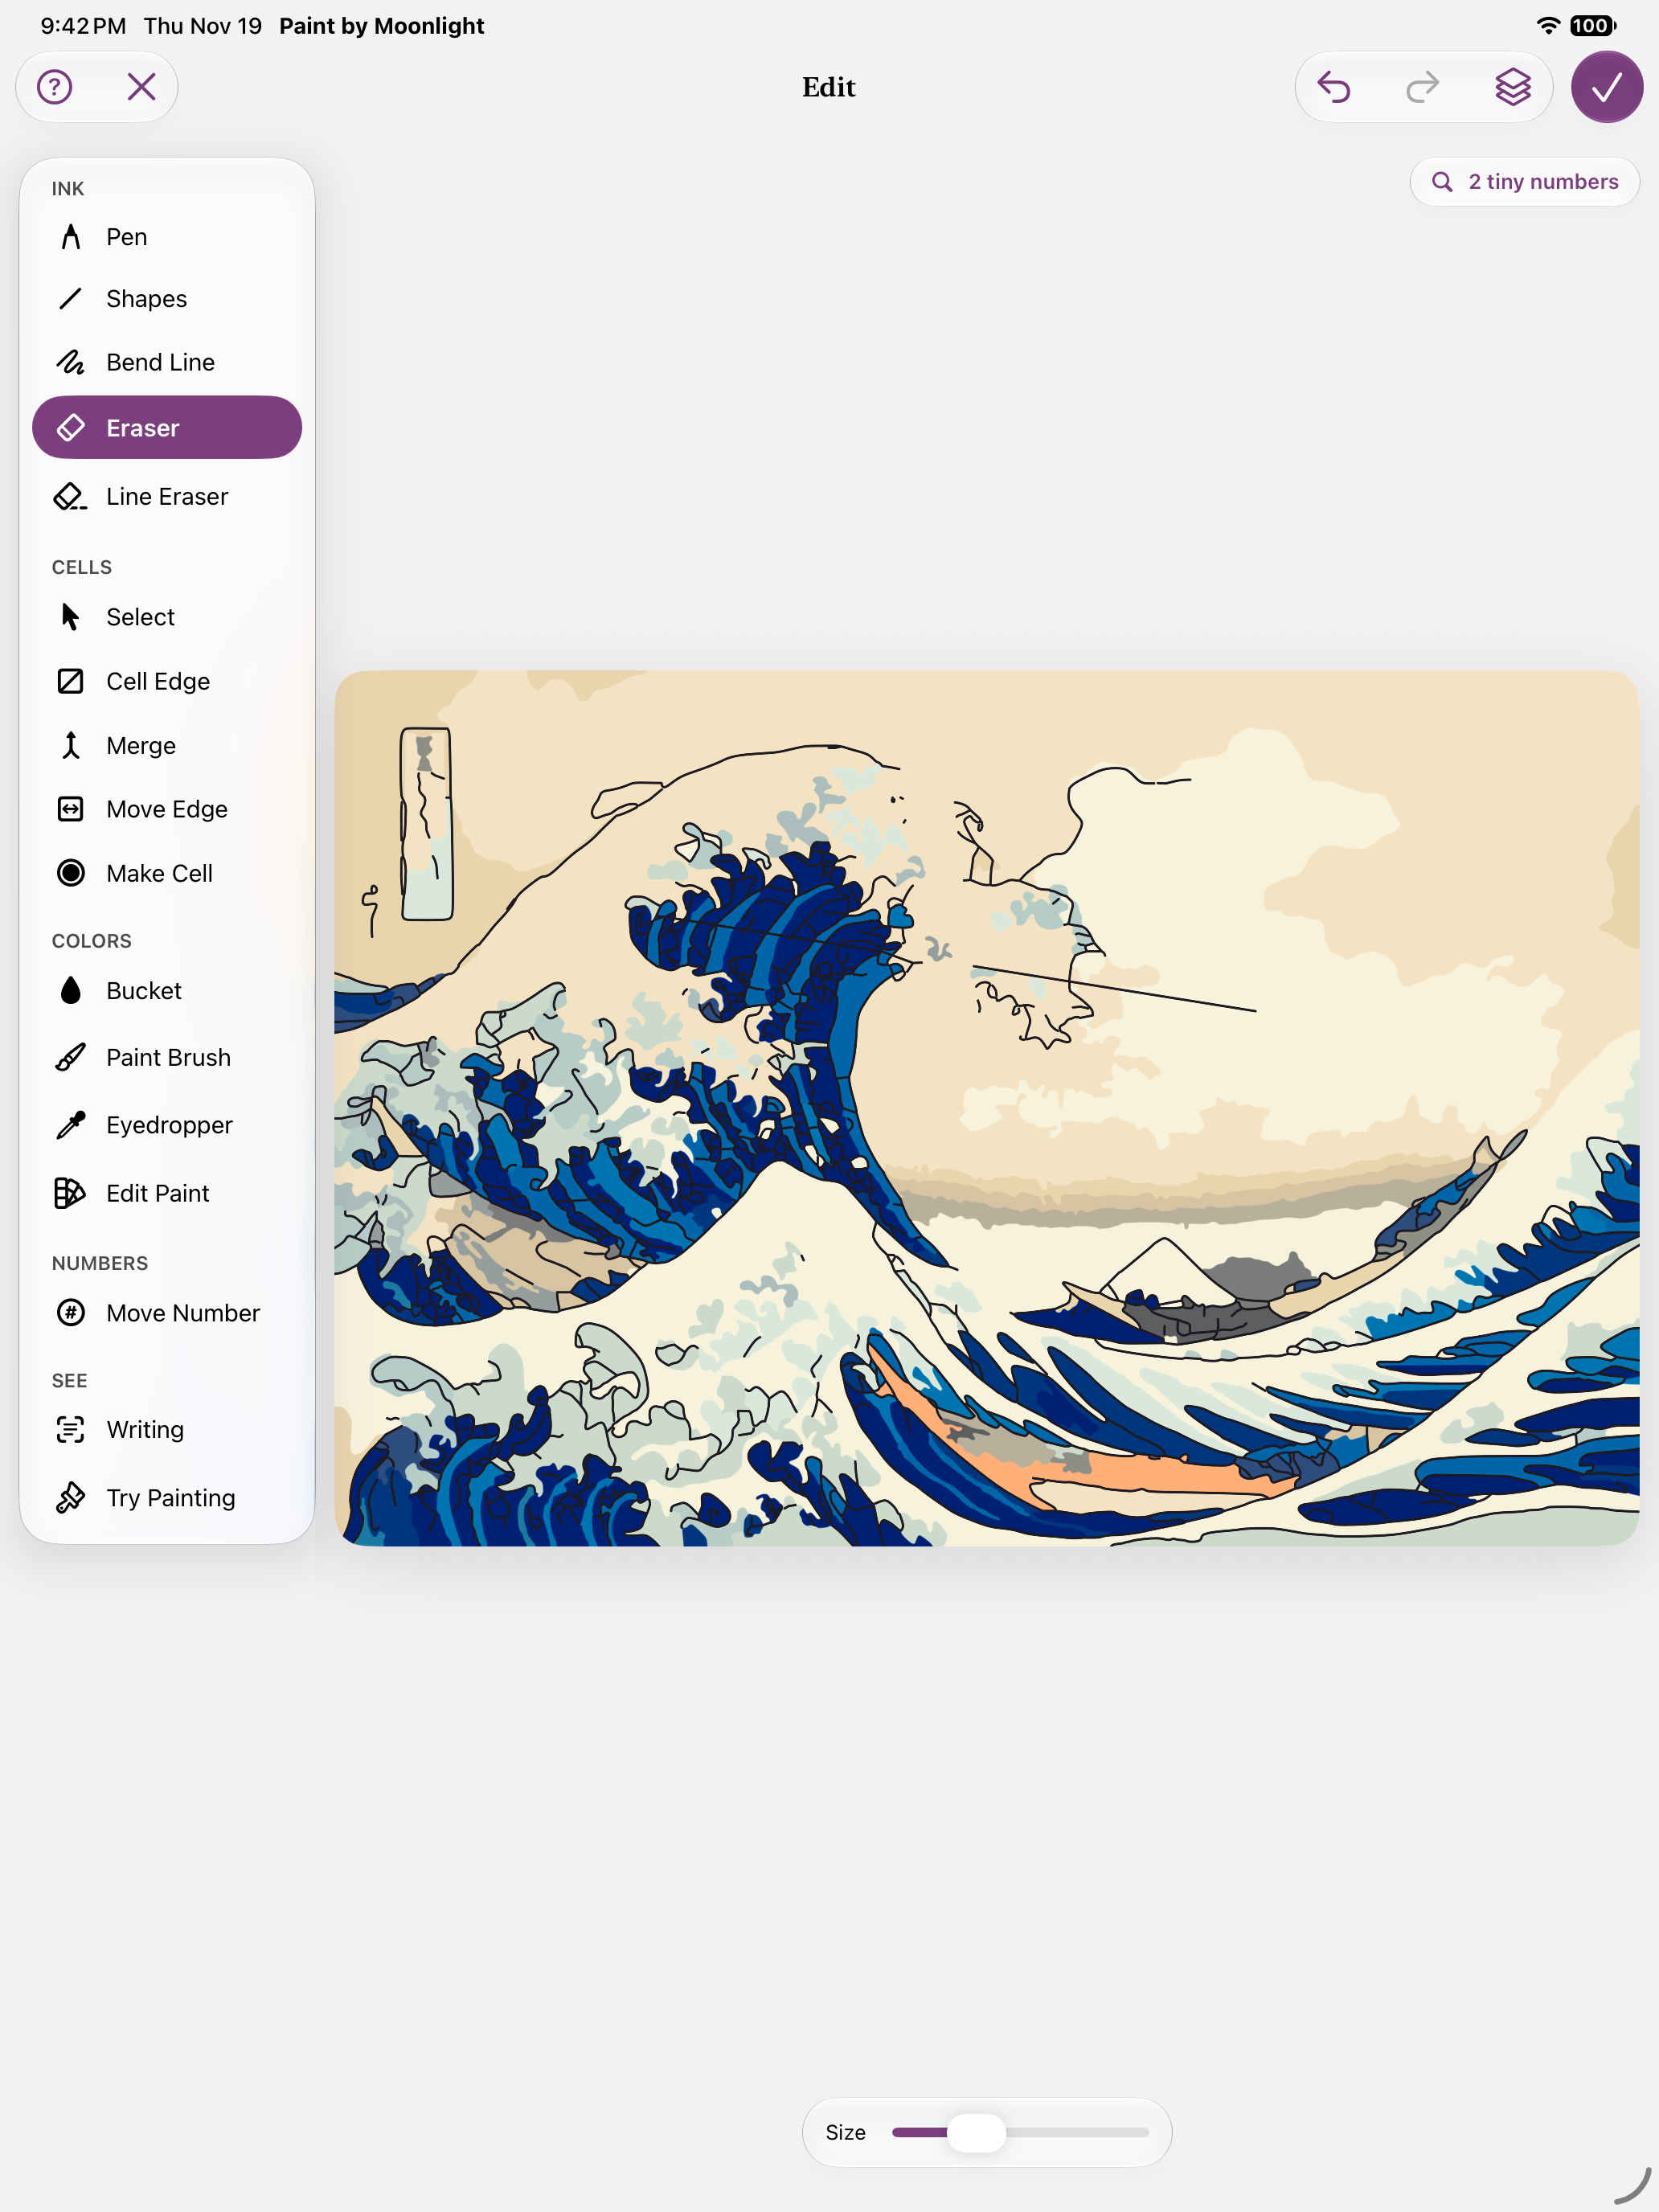 9:42 PM Thu Nov 19 Paint by Moonlight
100
Edit
2 tiny numbers
INK
Pen
Shapes
Bend Line
Eraser
Line Eraser
CELLS
Select
Cell Edge
Merge
Move Edge
Make Cell
COLORS
Bucket
Paint Brush
Eyedropper
Edit Paint
NUMBERS
# Move Number
SEE
Writing
Try Painting
Size